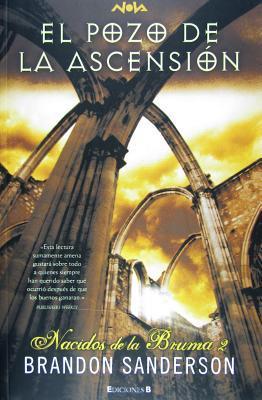 NOVA
EL POZO DE
LA ASCENSIÓN
«Esta lectura
sumamente amena
gustará sobre todo
a quienes siempre
han querido saber qué
ocurrió después de que
los buenos ganaran.»
PUBLISHERS WEEKLY
Nacidos de la Bruma 2
BRANDON SANDERSON
EDICIONES B